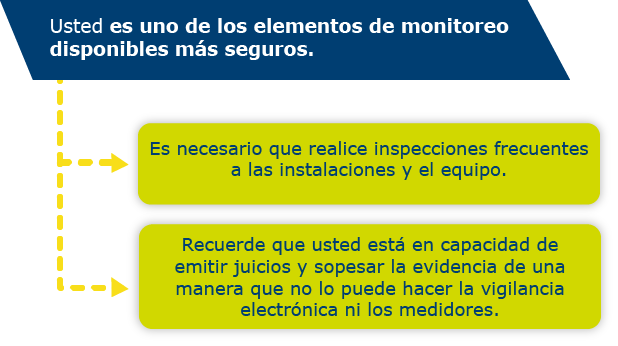 Usted es uno de los elementos de monitoreo
disponibles más seguros.
Es necesario que realice inspecciones frecuentes
a las instalaciones y el equipo.
Recuerde que usted está en capacidad de
emitir juicios y sopesar la evidencia de una
manera que no lo puede hacer la vigilancia
electrónica ni los medidores.